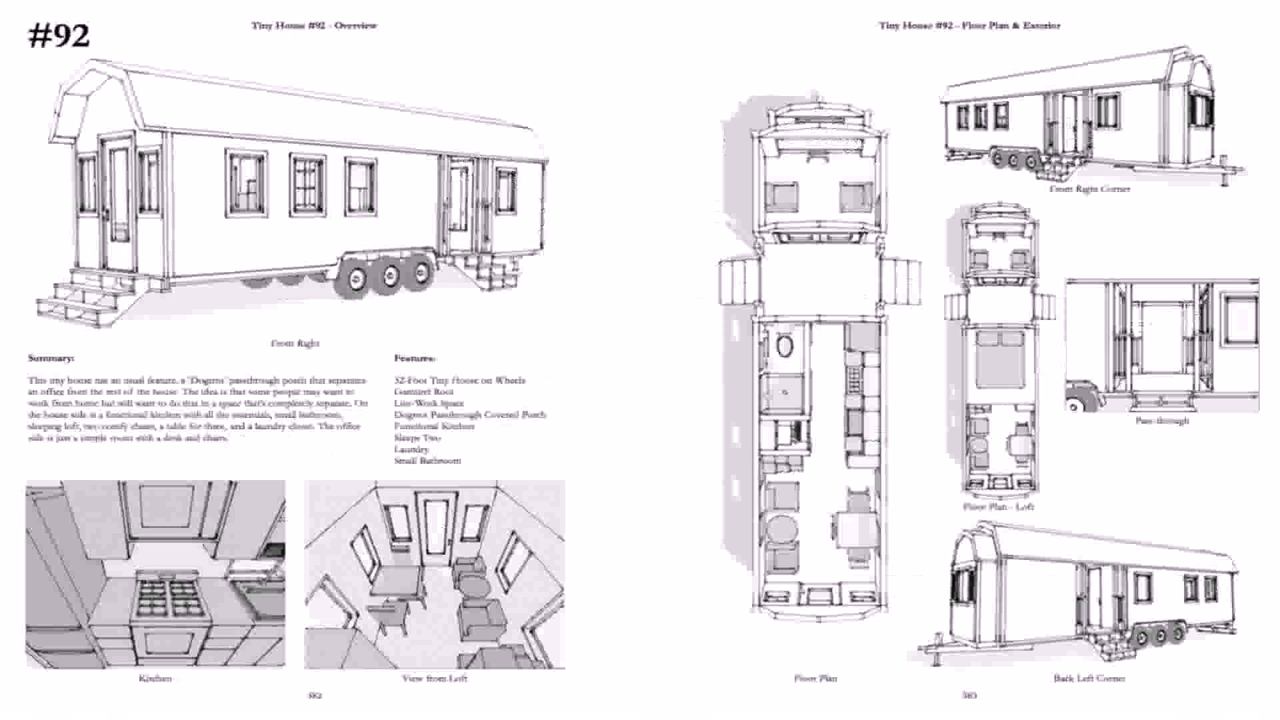 #92
Tiny House #92 - Overview
Front Right
Summary:
This tiny house has an usual feature, a "Dogtrot" passthrough porch that separates
an office from the rest of the house. The idea is that some people may want to
work from home but will want to do that in a space that's completely separate. On
the house side is a functional kitchen with all the essentials, small bathroom,
sleeping loft, two comfy chairs, a table for three, and a laundry closet. The office
side is just a simple room with a desk and chairs.
Features:
32-Foot Tiny House on Wheels
Gambrel Roof
Live-Work Space
Dogtrot Passthrough Covered Porch
Functional Kitchen
Sleeps Two
Laundry
Small Bathroom
Kitchen
View from Loft
Tiny House #92 - Floor Plan & Exterior
Front Right Corner
Pass-through
Floor Plan - Loft
Floor Plan
Back Left Corner